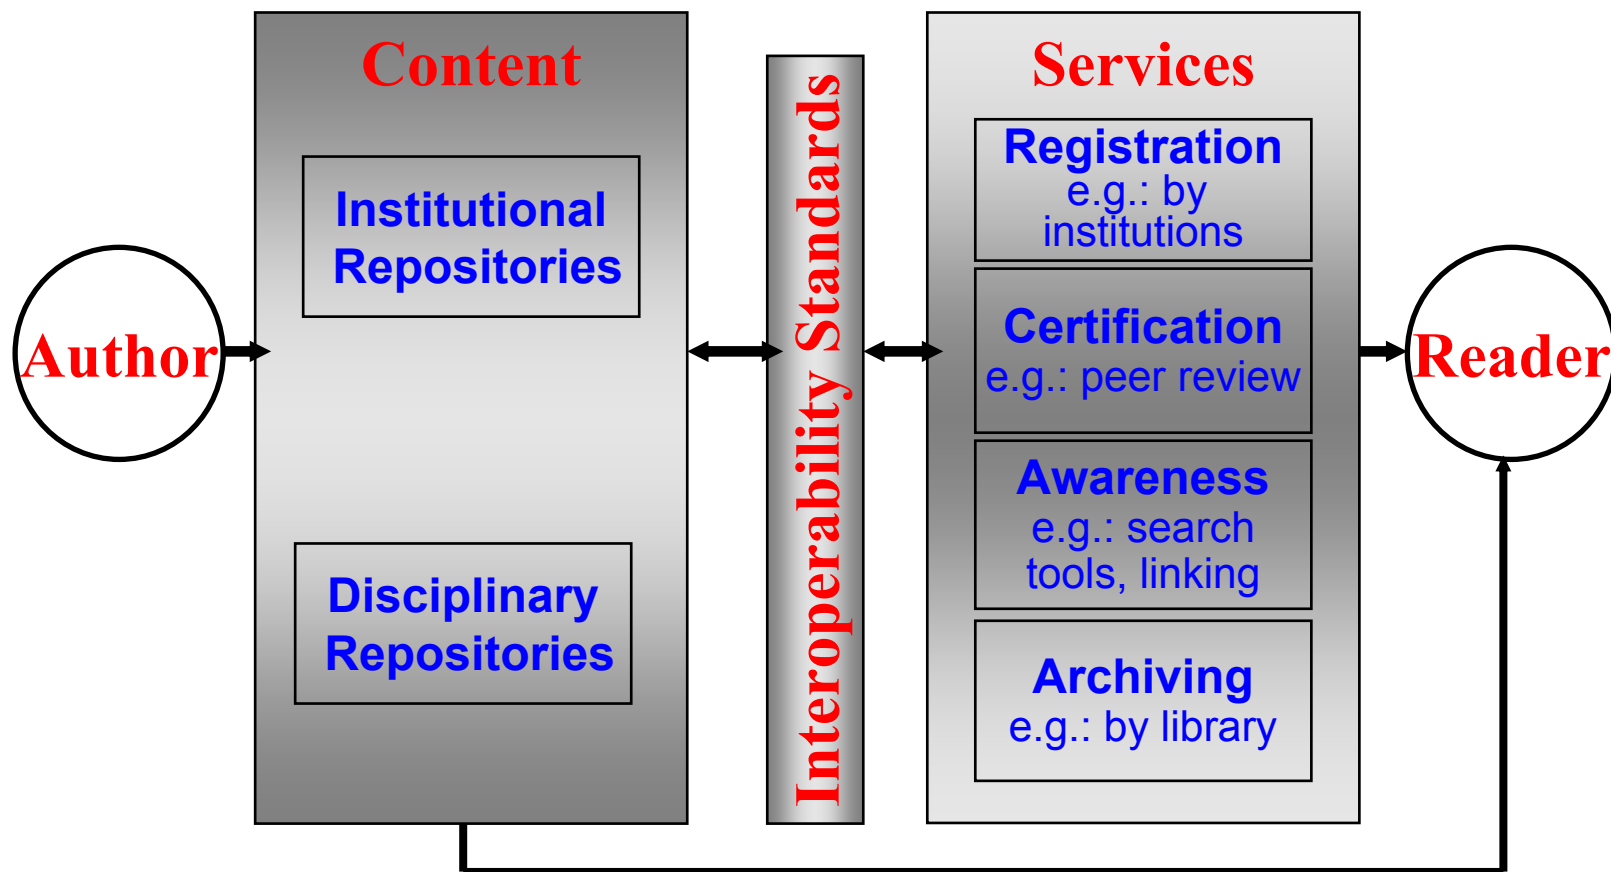 Author
Content
Institutional
Repositories
Disciplinary
Repositories
Interoperability Standards
Services
Registration
e.g.: by
institutions
Certification
e.g.: peer review
Awareness
e.g.: search
tools, linking
Archiving
e.g.: by library
Reader